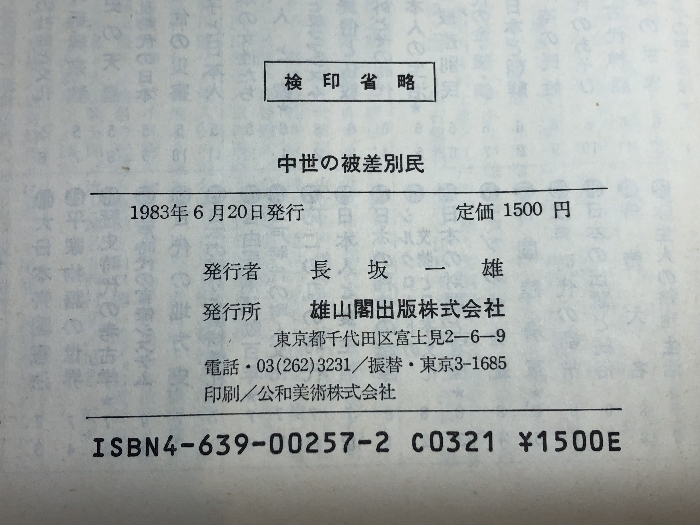 検印省略
中世の被差別民
1983年6月20日発行 定価 1500 円
発行者 長坂一雄
発行所 雄山閣出版株式会社
東京都千代田区富士見2−6−9
電話・03(262)3231／振替・東京3-1685
印刷／公和美術株式会社
ISBN4-639-00257-2 C0321 ¥1500E